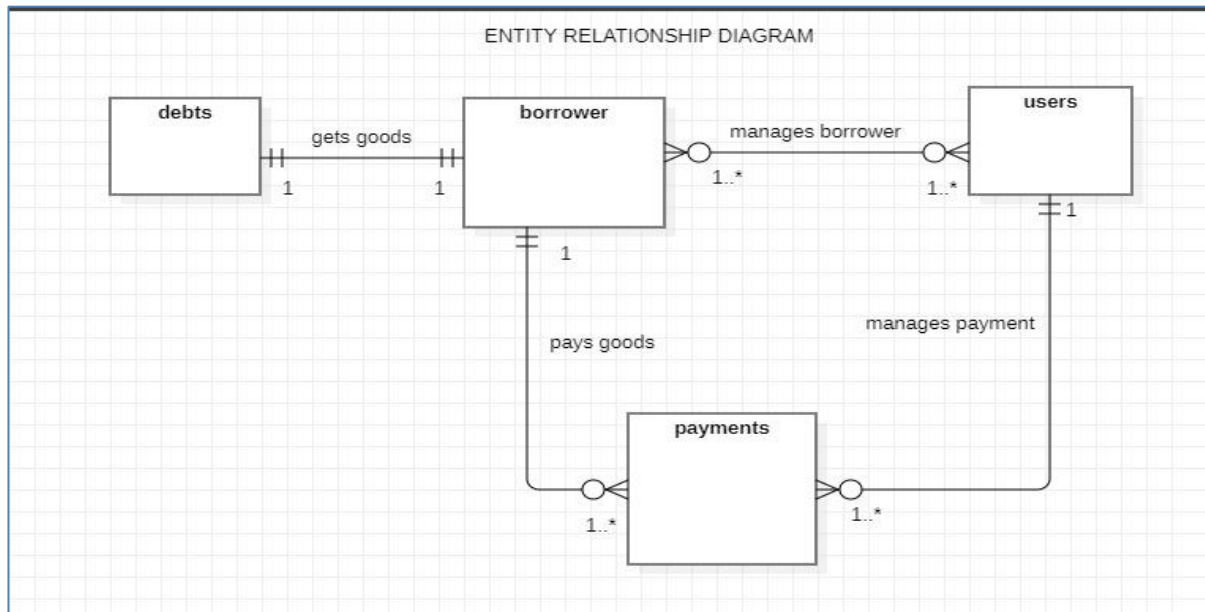 ENTITY RELATIONSHIP DIAGRAM
debts
borrower
users
gets goods
manages borrower
1
1
1..*
1..*
1
1
pays goods
manages payment
payments
1..*
1..*